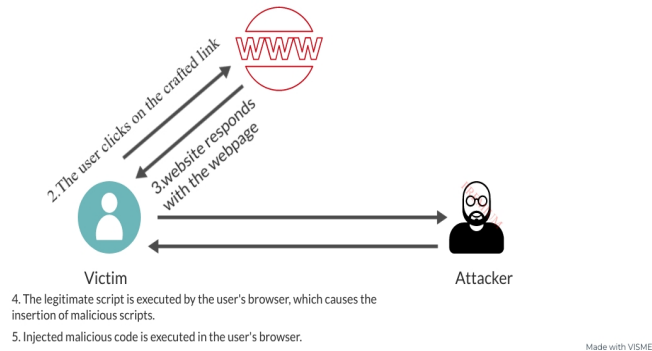 WWW
2.The user clicks on the crafted link
3.website responds
with the webpage
Victim
Attacker
4. The legitimate script is executed by the user's browser, which causes the
insertion of malicious scripts.
5. Injected malicious code is executed in the user's browser.
Made with VISME